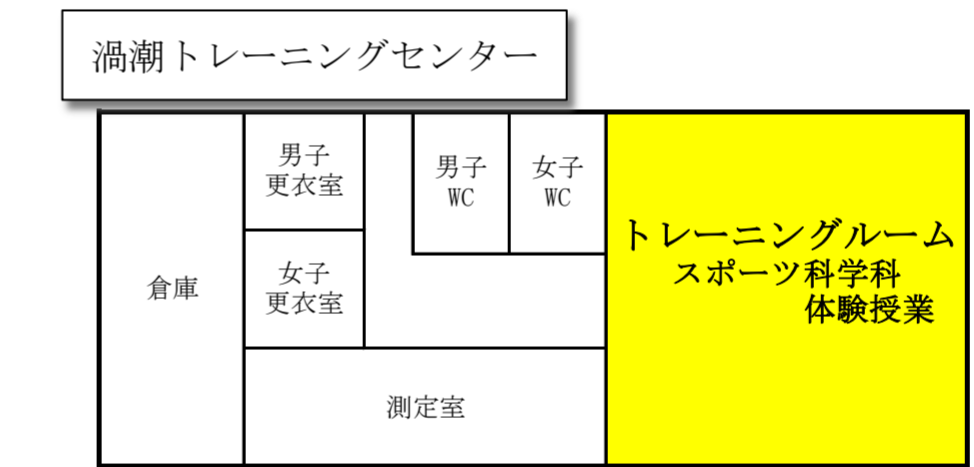 渦潮トレーニングセンター
男子
更衣室
男子
WC
女子
WC
トレーニングルーム
スポーツ科学科
体験授業
倉庫
女子
更衣室
測定室